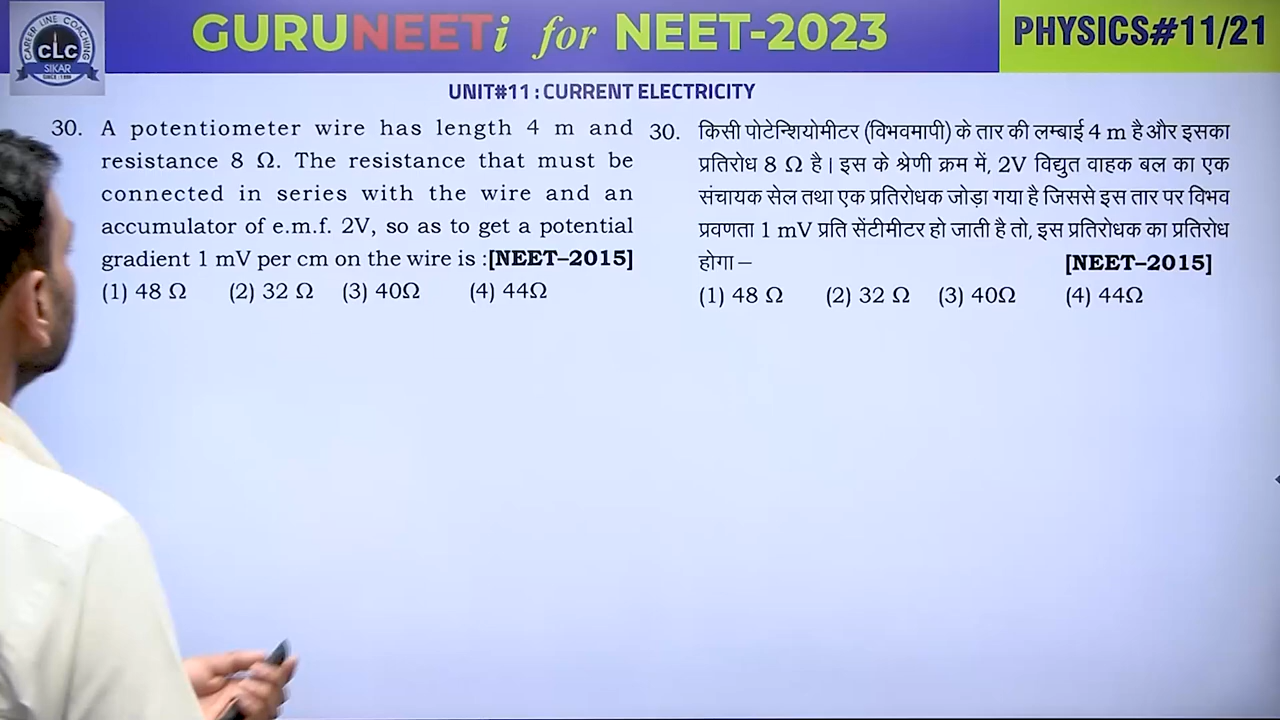 GURUNEETi for NEET-2023
PHYSICS#11/21
CAREER LINE COACHING
CLC
SIKAR
SINCE : 1996
UNIT#11 : CURRENT ELECTRICITY
30. A potentiometer wire has length 4 m and
resistance 8 Ω. The resistance that must be
connected in series with the wire and an
accumulator of e.m.f. 2V, so as to get a potential
gradient 1 mV per cm on the wire is :[NEET–2015]
(1) 48 Ω (2) 32 Ω (3) 40Ω (4) 44Ω
30. किसी पोटेन्शियोमीटर (विभवमापी) के तार की लम्बाई 4 m है और इसका
प्रतिरोध 8 Ω है। इस के श्रेणी क्रम में, 2V विद्युत वाहक बल का एक
संचायक सेल तथा एक प्रतिरोधक जोड़ा गया है जिससे इस तार पर विभव
प्रवणता 1 mV प्रति सेंटीमीटर हो जाती है तो, इस प्रतिरोधक का प्रतिरोध
होगा – [NEET–2015]
(1) 48 Ω (2) 32 Ω (3) 40Ω (4) 44Ω